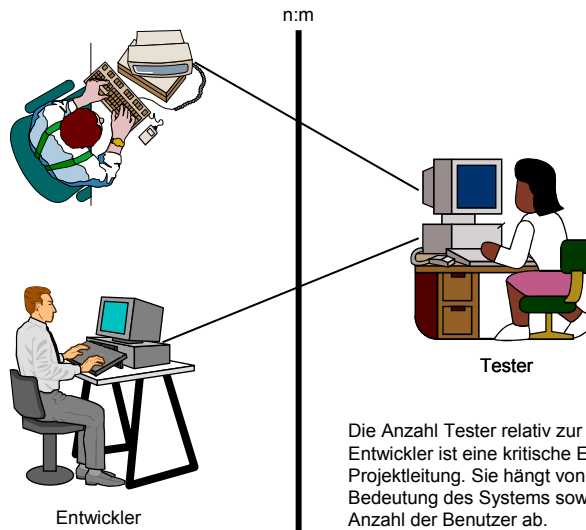 n:m
Tester
Die Anzahl Tester relativ zur
Entwickler ist eine kritische
Projektleitung. Sie hängt von
Bedeutung des Systems
Anzahl der Benutzer ab.
Entwickler